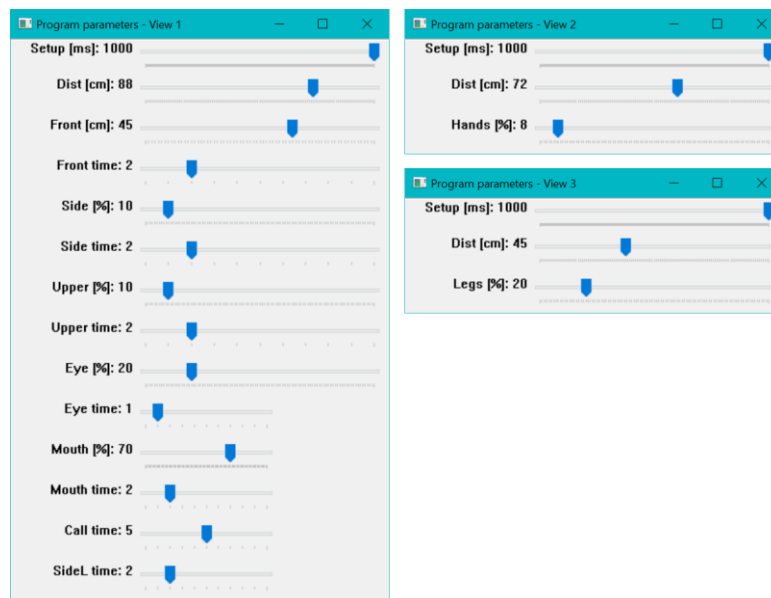 Program parameters - View 1
Setup [ms]: 1000
Dist [cm]: 88
Front [cm]: 45
Front time: 2
Side [%]: 10
Side time: 2
Upper [%]: 10
Upper time: 2
Eye [%]: 20
Eye time: 1
Mouth [%]: 70
Mouth time: 2
Call time: 5
SideL time: 2
Program parameters - View 2
Setup [ms]: 1000
Dist [cm]: 72
Hands [%]: 8
Program parameters - View 3
Setup [ms]: 1000
Dist [cm]: 45
Legs [%]: 20